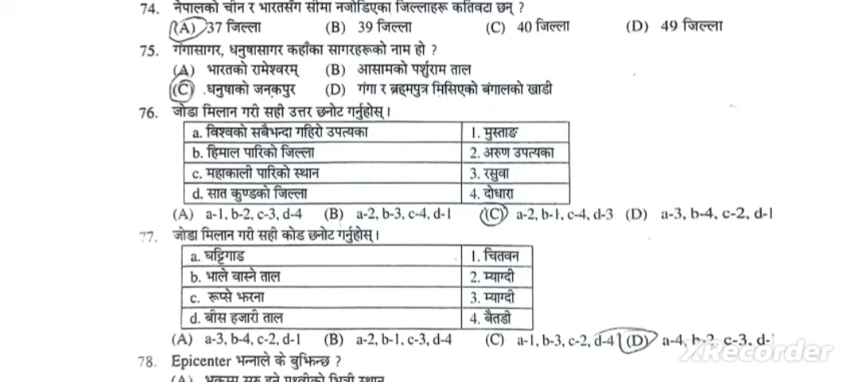 74. नेपालको चीन र भारतसँग सीमा नजोडिएका जिल्लाहरू कतिवटा छन् ?
(A) 37 जिल्ला (B) 39 जिल्ला (C) 40 जिल्ला (D) 49 जिल्ला
75. गंगासागर, धनुषासागर कहाँका सागरहरूको नाम हो ?
(A) भारतको रामेश्वरम् (B) आसामको पर्शुराम ताल
(C) धनुषाको जनकपुर (D) गंगा र ब्रह्मपुत्र मिसिएको बंगालको खाडी
76. जोडा मिलान गरी सही उत्तर छनोट गर्नुहोस् ।
a. विश्वको सबैभन्दा गहिरो उपत्यका 1. मुस्ताङ
b. हिमाल पारिको जिल्ला 2. अरुण उपत्यका
c. महाकाली पारिको स्थान 3. रसुवा
d. सात कुण्डको जिल्ला 4. दोधारा
(A) a-1, b-2, c-3, d-4 (B) a-2, b-3, c-4, d-1 (C) a-2, b-1, c-4, d-3 (D) a-3, b-4, c-2, d-1
77. जोडा मिलान गरी सही कोड छनोट गर्नुहोस् ।
a. घट्टिगाड 1. चितवन
b. भाले वास्ने ताल 2. म्याग्दी
c. रूप्से झरना 3. म्याग्दी
d. बीस हजारी ताल 4. बैतडी
(A) a-3, b-4, c-2, d-1 (B) a-2, b-1, c-3, d-4 (C) a-1, b-3, c-2, d-4 (D) a-4, b-2, c-3, d-
XRecorder
78. Epicenter भन्नाले के बुझिन्छ ?
(A) भूकम्प सुरु हुने पृथ्वीको भित्री स्थान